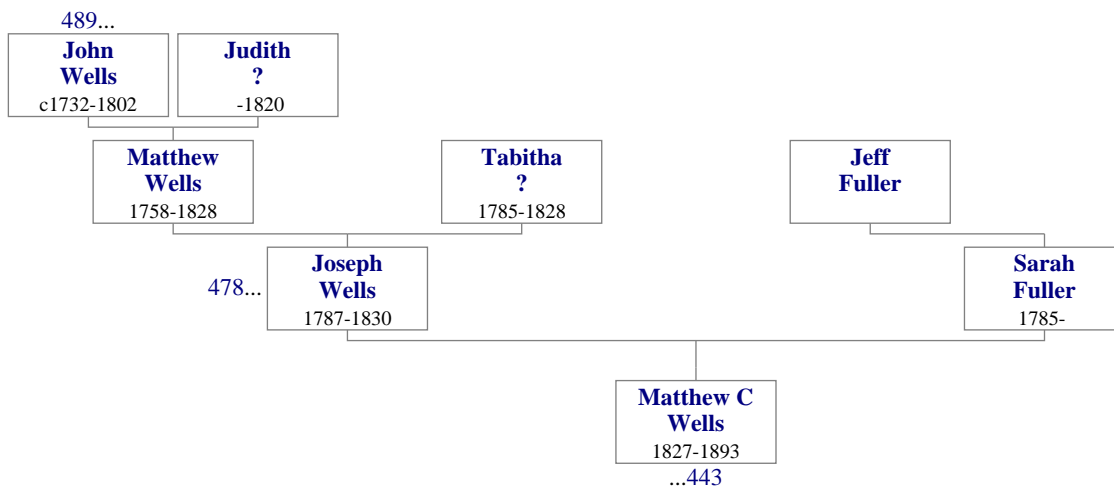 489...
John
Wells
c1732-1802
Judith
?
-1820
Matthew
Wells
1758-1828
Tabitha
?
1785-1828
Jeff
Fuller
478...
Joseph
Wells
1787-1830
Sarah
Fuller
1785-
Matthew C
Wells
1827-1893
...443